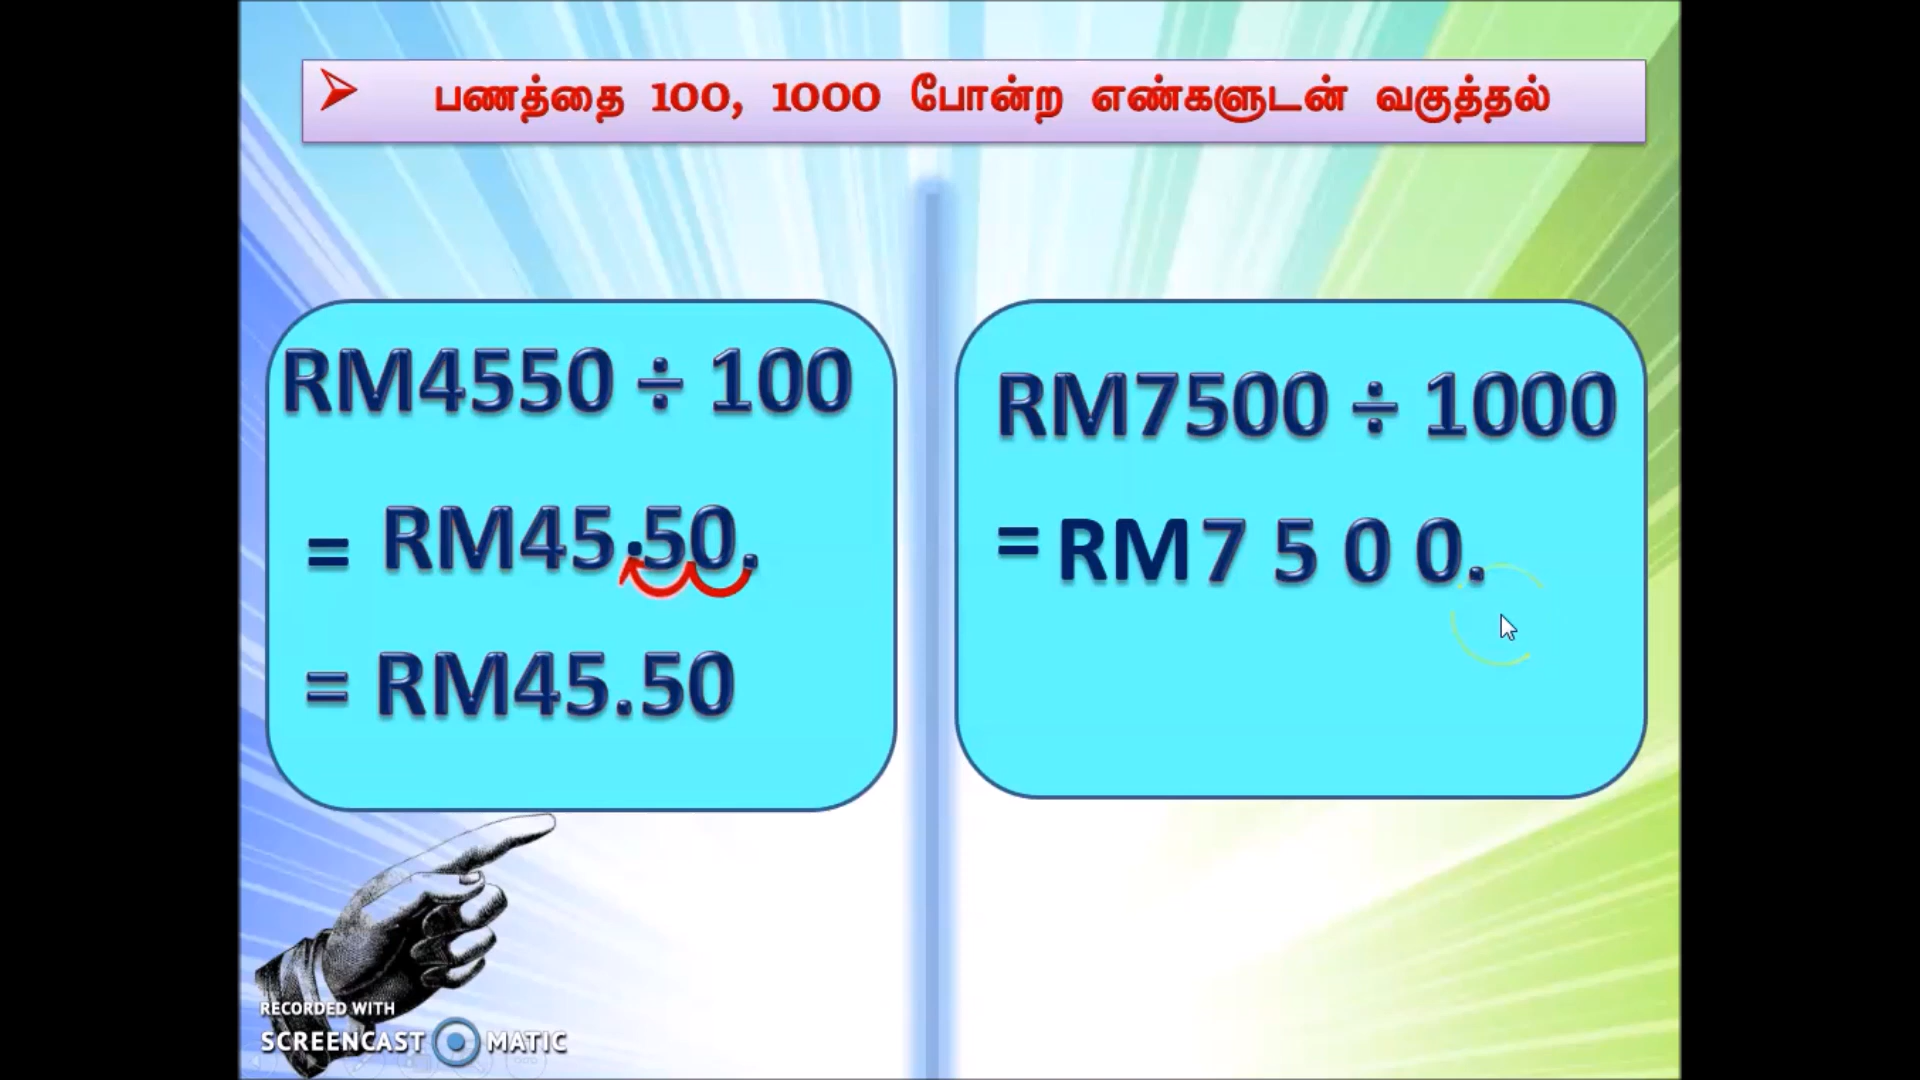 பணத்தை 100, 1000 போன்ற எண்களுடன் வகுத்தல்
RM4550 ÷ 100
= RM45.50.
= RM45.50
RM7500 ÷ 1000
= RM7 5 0 0.
RECORDED WITH
SCREENCAST MATIC